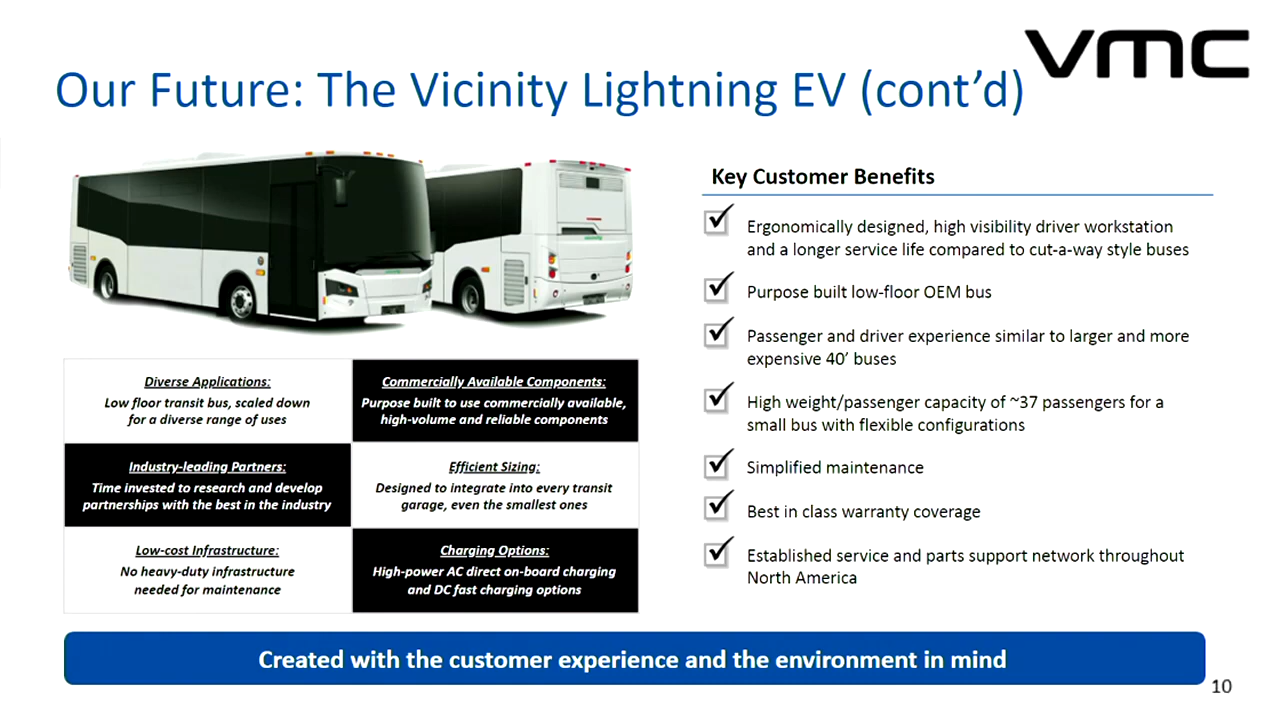 VMC
Our Future: The Vicinity Lightning EV (cont’d)
Key Customer Benefits
Ergonomically designed, high visibility driver workstation
and a longer service life compared to cut-a-way style buses
Purpose built low-floor OEM bus
Passenger and driver experience similar to larger and more
expensive 40’ buses
High weight/passenger capacity of ~37 passengers for a
small bus with flexible configurations
Simplified maintenance
Best in class warranty coverage
Established service and parts support network throughout
North America
Diverse Applications:
Low floor transit bus, scaled down
for a diverse range of uses
Commercially Available Components:
Purpose built to use commercially available,
high-volume and reliable components
Industry-leading Partners:
Time invested to research and develop
partnerships with the best in the industry
Efficient Sizing:
Designed to integrate into every transit
garage, even the smallest ones
Low-cost Infrastructure:
No heavy-duty infrastructure
needed for maintenance
Charging Options:
High-power AC direct on-board charging
and DC fast charging options
Created with the customer experience and the environment in mind
10